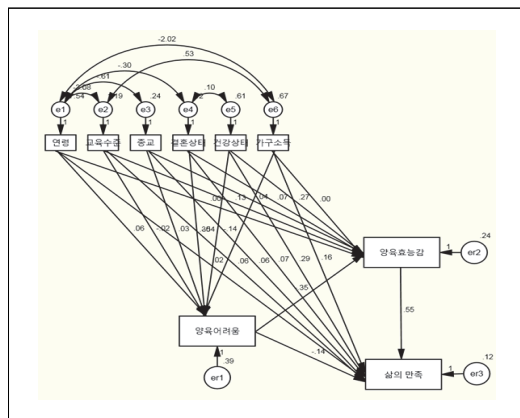 -2.02
.53
-.30
-.61
.10
.54
.19
.24
.61
.67
e1 e2 e3 e4 e5 e6
1 1 1 1 1 1
연령 교육수준 종교 결혼상태 건강상태 가구소득
.13 .04 .07 .27 .00
.06 -.02 .03 -.14
.24
양육효능감 1 er2
.02 .06 .06 .07 .29 .16
.35
.55
양육어려움
-.14
.12
1
.39
삶의 만족 1 er3
er1